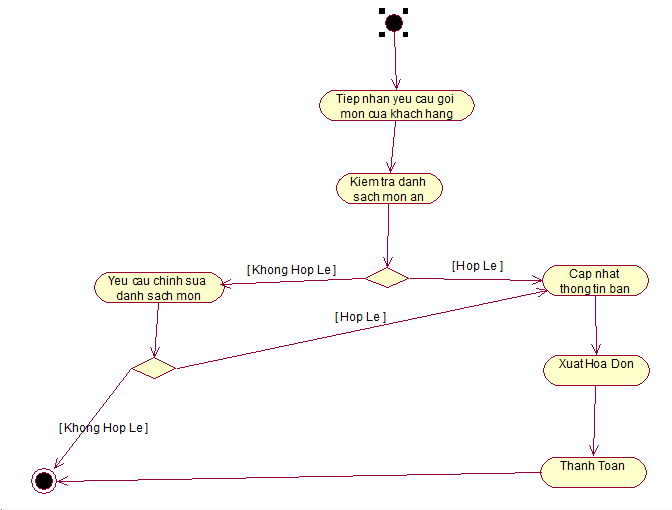 Tiep nhan yeu cau goi
mon cua khach hang
Kiem tra danh
sach mon an
[ Khong Hop Le ]
[ Hop Le ]
Yeu cau chinh sua
danh sach mon
Cap nhat
thong tin ban
[ Hop Le ]
Xuat Hoa Don
[ Khong Hop Le ]
Thanh Toan